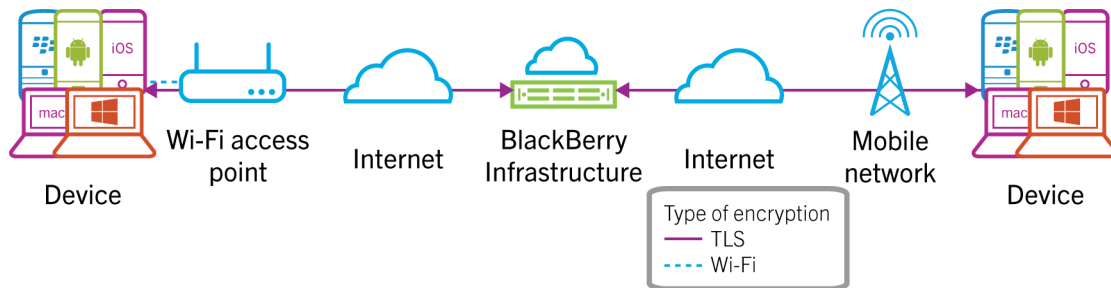 iOS
mac
Device
Wi-Fi access
point
Internet
BlackBerry
Infrastructure
Internet
Mobile
network
iOS
mac
Device
Type of encryption
TLS
Wi-Fi